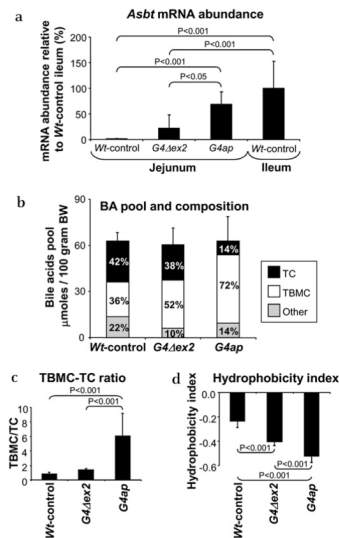 a
Asbt mRNA abundance
mRNA abundance relative
to Wt-control ileum (%)
P<0.001
P<0.001
P<0.001
P<0.05
200
150
100
50
0
Wt-control G4Δex2 G4ap Wt-control
Jejunum Ileum
b
BA pool and composition
Bile acids pool
μmoles / 100 gram BW
90
60
30
0
42% 38% 14%
36% 52% 72%
22% 10% 14%
TC
TBMC
Other
Wt-control G4Δex2 G4ap
c
TBMC-TC ratio
P<0.001
P<0.001
TBMC/TC
10
8
6
4
2
0
Wt-control G4Δex2 G4ap
d
Hydrophobicity index
Hydrophobicity index
0.0
-0.2
-0.4
-0.6
P<0.001
P<0.001
P<0.001
Wt-control G4Δex2 G4ap